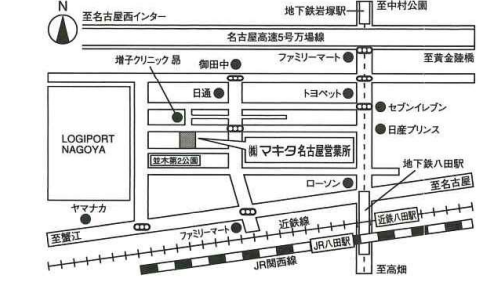 N
至名古屋西インター
地下鉄岩塚駅
至中村公園
名古屋高速5号万場線
増子クリニック 昴
御田中
ファミリーマート
至黄金陸橋
日通
トヨペット
セブンイレブン
日産プリンス
LOGIPORT
NAGOYA
㈱マキタ名古屋営業所
並木第2公園
地下鉄八田駅
ローソン
至名古屋
ヤマナカ
至蟹江
ファミリーマート
近鉄線
近鉄八田駅
JR八田駅
JR関西線
至高畑